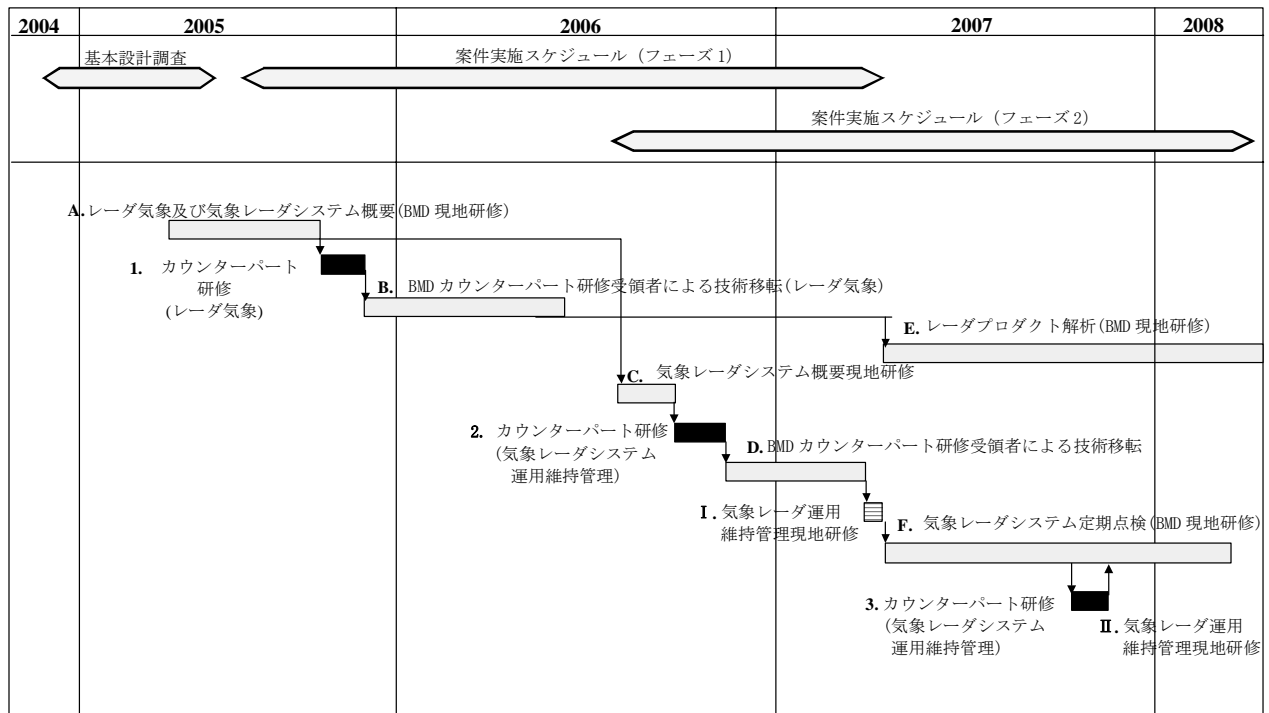 2004 2005 2006 2007 2008
基本設計調査
案件実施スケジュール（フェーズ 1）
案件実施スケジュール（フェーズ 2）
A. レーダ気象及び気象レーダシステム概要(BMD 現地研修)
1. カウンターパート
研修
(レーダ気象)
B. BMD カウンターパート研修受領者による技術移転(レーダ気象)
E. レーダプロダクト解析(BMD 現地研修)
C. 気象レーダシステム概要現地研修
2. カウンターパート研修
(気象レーダシステム
運用維持管理)
D. BMD カウンターパート研修受領者による技術移転
Ⅰ. 気象レーダ運用
維持管理現地研修
F. 気象レーダシステム定期点検(BMD 現地研修)
3. カウンターパート研修
(気象レーダシステム
運用維持管理)
Ⅱ. 気象レーダ運用
維持管理現地研修